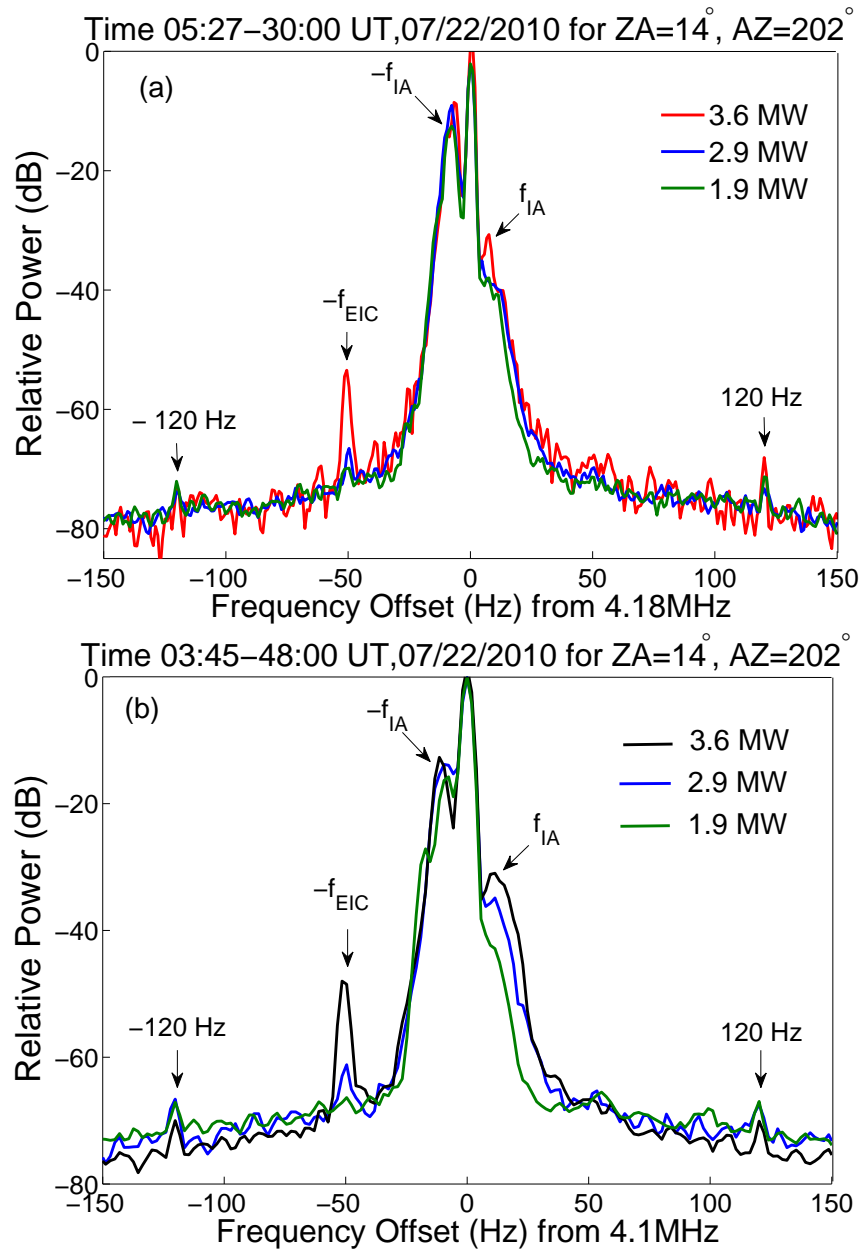 Time 05:27−30:00 UT,07/22/2010 for ZA=14°, AZ=202°
(a)
−f_IA
3.6 MW
2.9 MW
1.9 MW
f_IA
−f_EIC
− 120 Hz
120 Hz
Relative Power (dB)
0
−20
−40
−60
−80
−150 −100 −50 0 50 100 150
Frequency Offset (Hz) from 4.18MHz
Time 03:45−48:00 UT,07/22/2010 for ZA=14°, AZ=202°
(b)
−f_IA
3.6 MW
2.9 MW
1.9 MW
f_IA
−f_EIC
−120 Hz
120 Hz
Relative Power (dB)
0
−20
−40
−60
−80
−150 −100 −50 0 50 100 150
Frequency Offset (Hz) from 4.1MHz